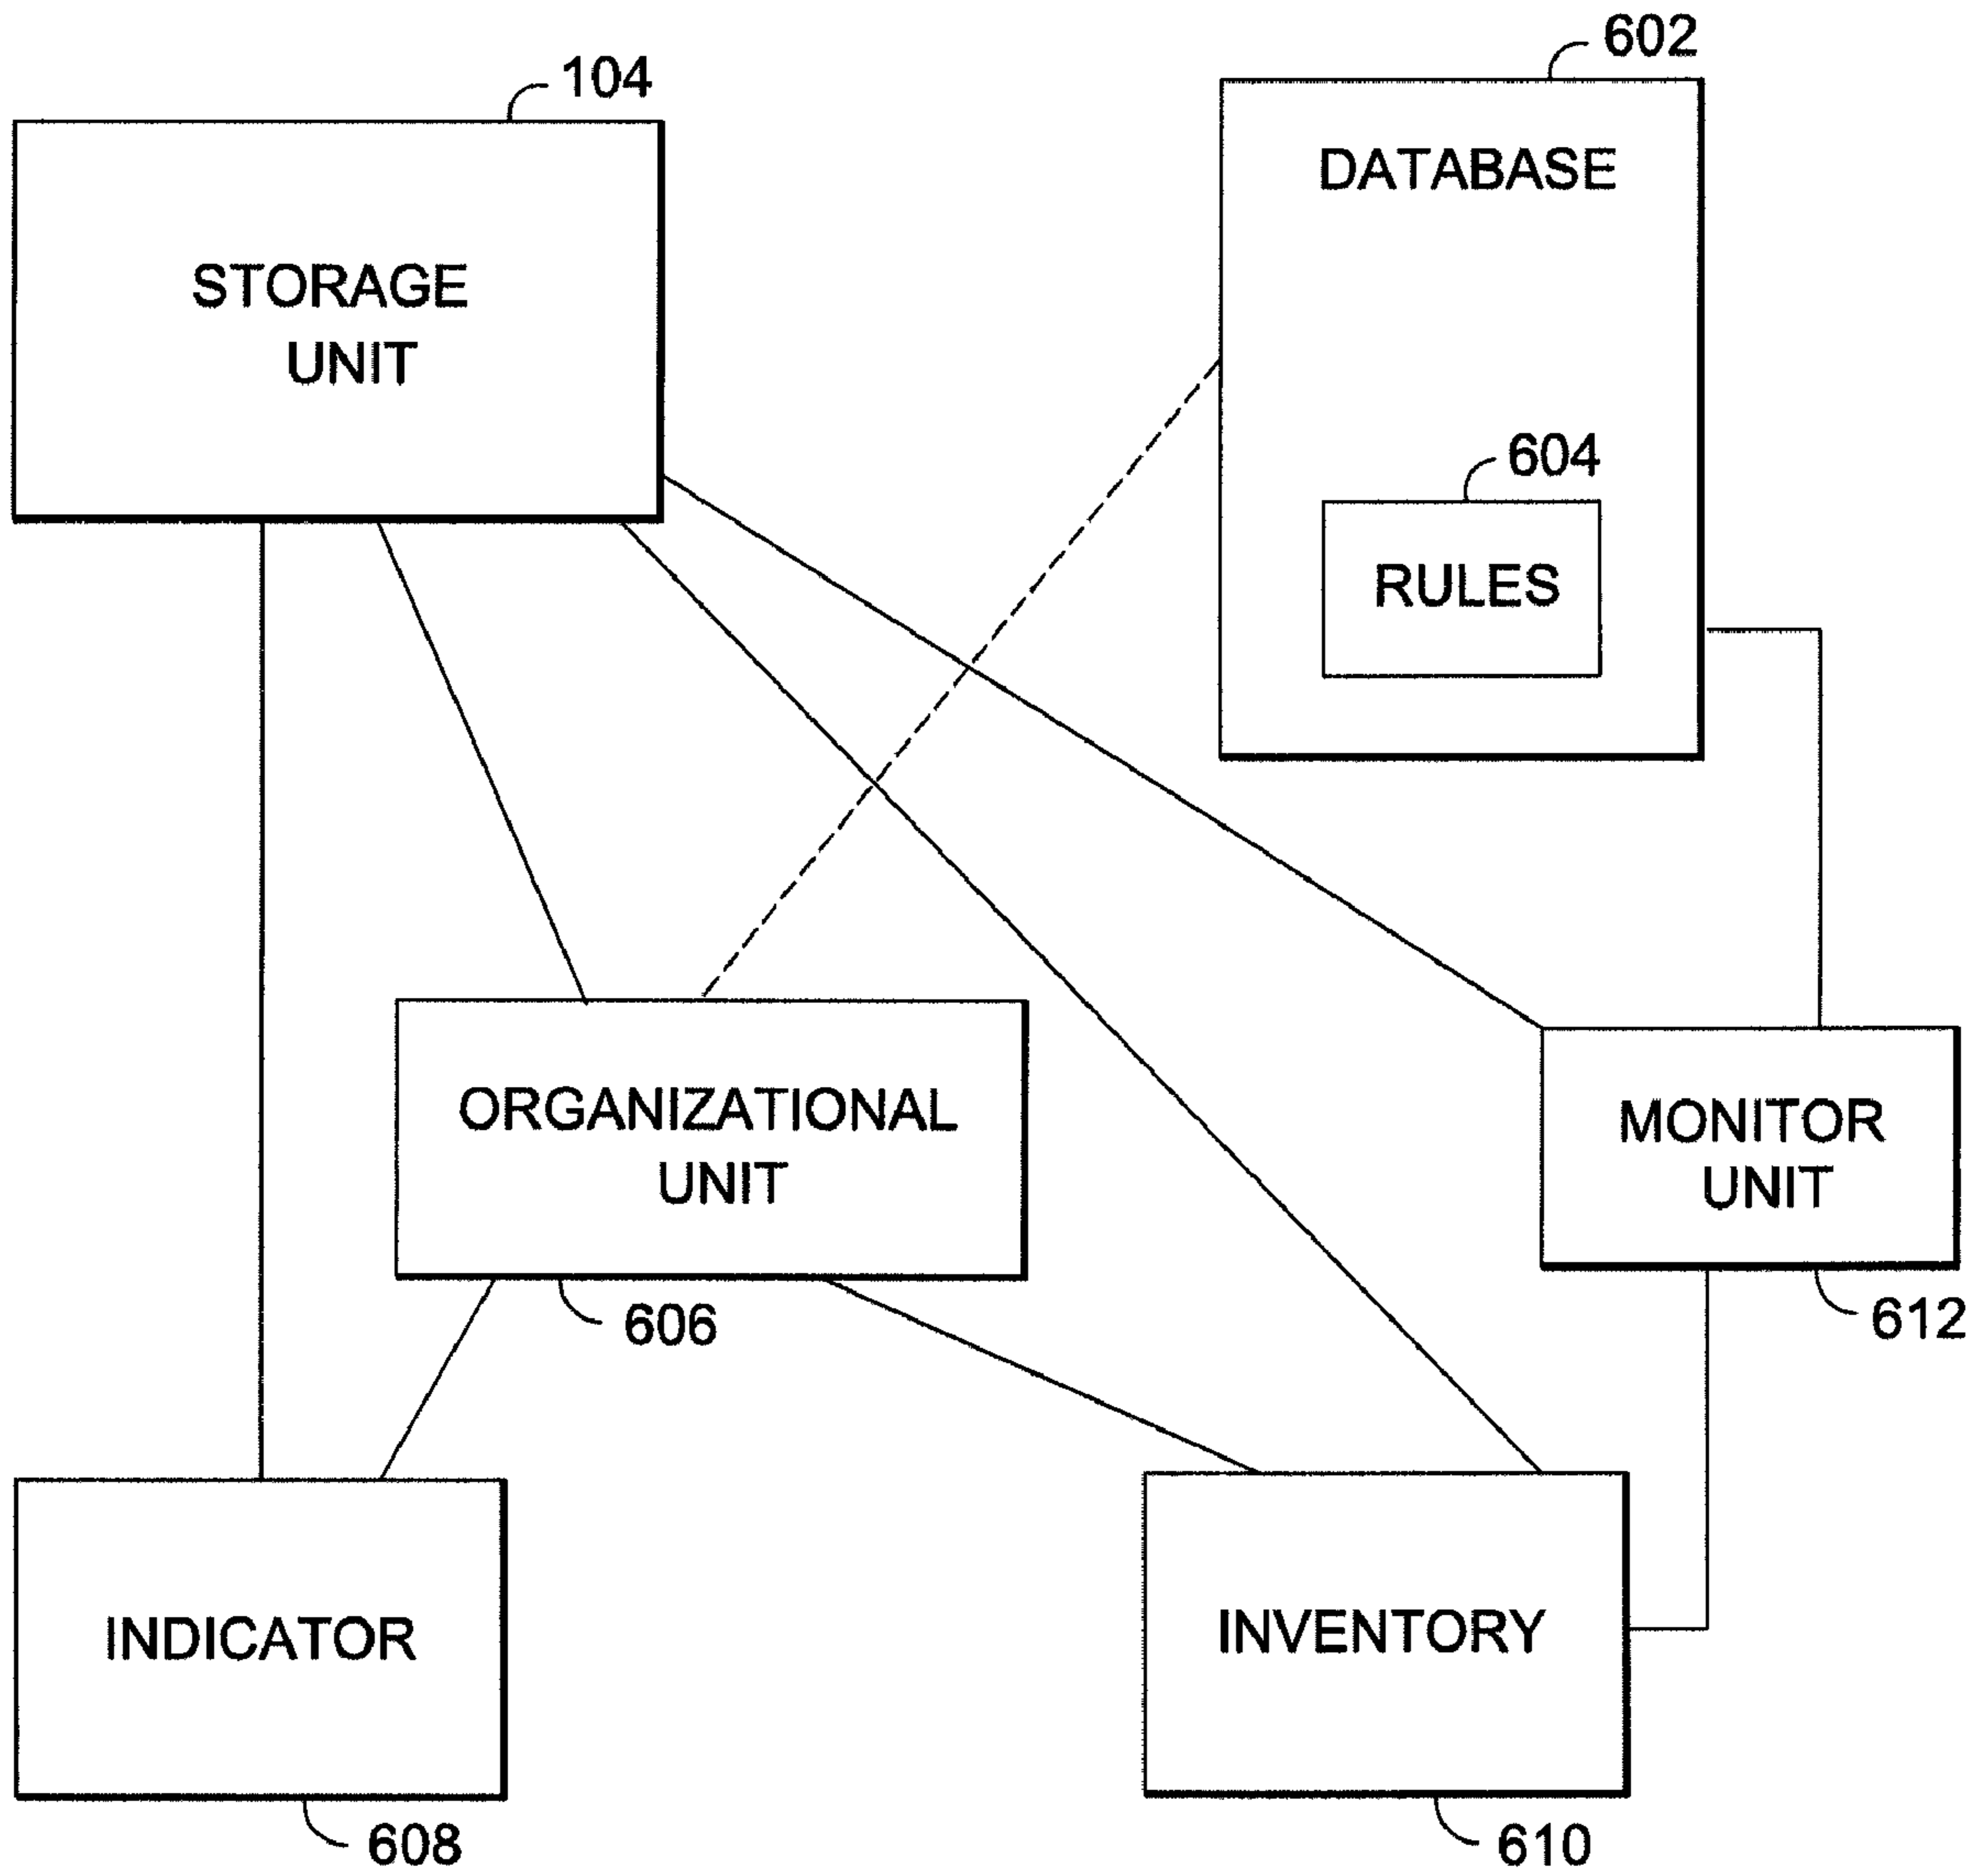 602
104
DATABASE
STORAGE
UNIT
604
RULES
ORGANIZATIONAL
UNIT
MONITOR
UNIT
606
612
INDICATOR
INVENTORY
608
610